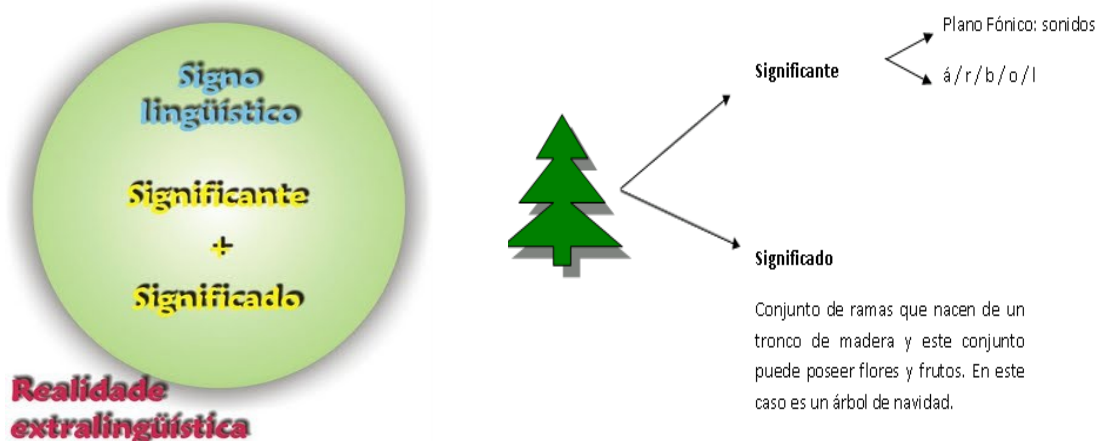 Signo
lingüístico
Significante
+
Significado
Realidade
extralingüística
Plano Fónico: sonidos
Significante
á / r / b / o / l
Significado
Conjunto de ramas que nacen de un
tronco de madera y este conjunto
puede poseer flores y frutos. En este
caso es un árbol de navidad.